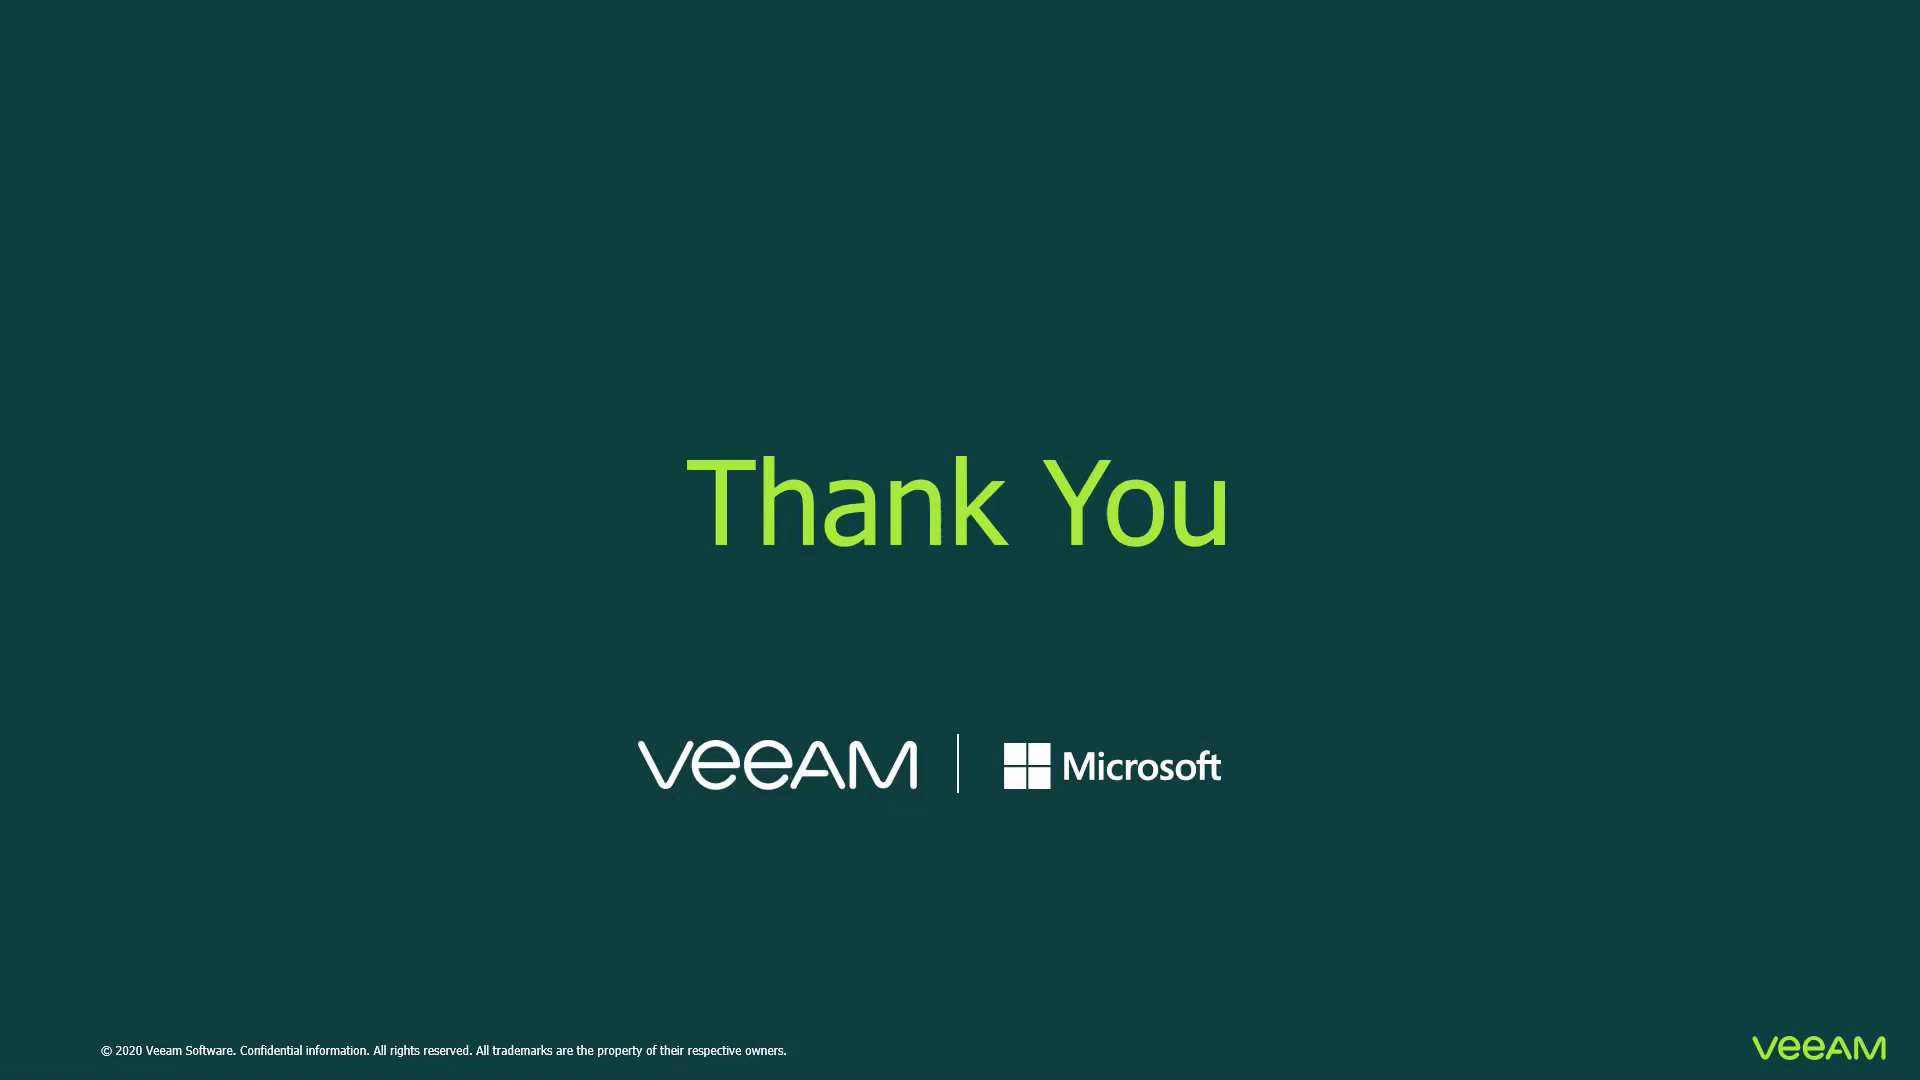 Thank You
veeAM | Microsoft
© 2020 Veeam Software. Confidential information. All rights reserved. All trademarks are the property of their respective owners.
veeAM